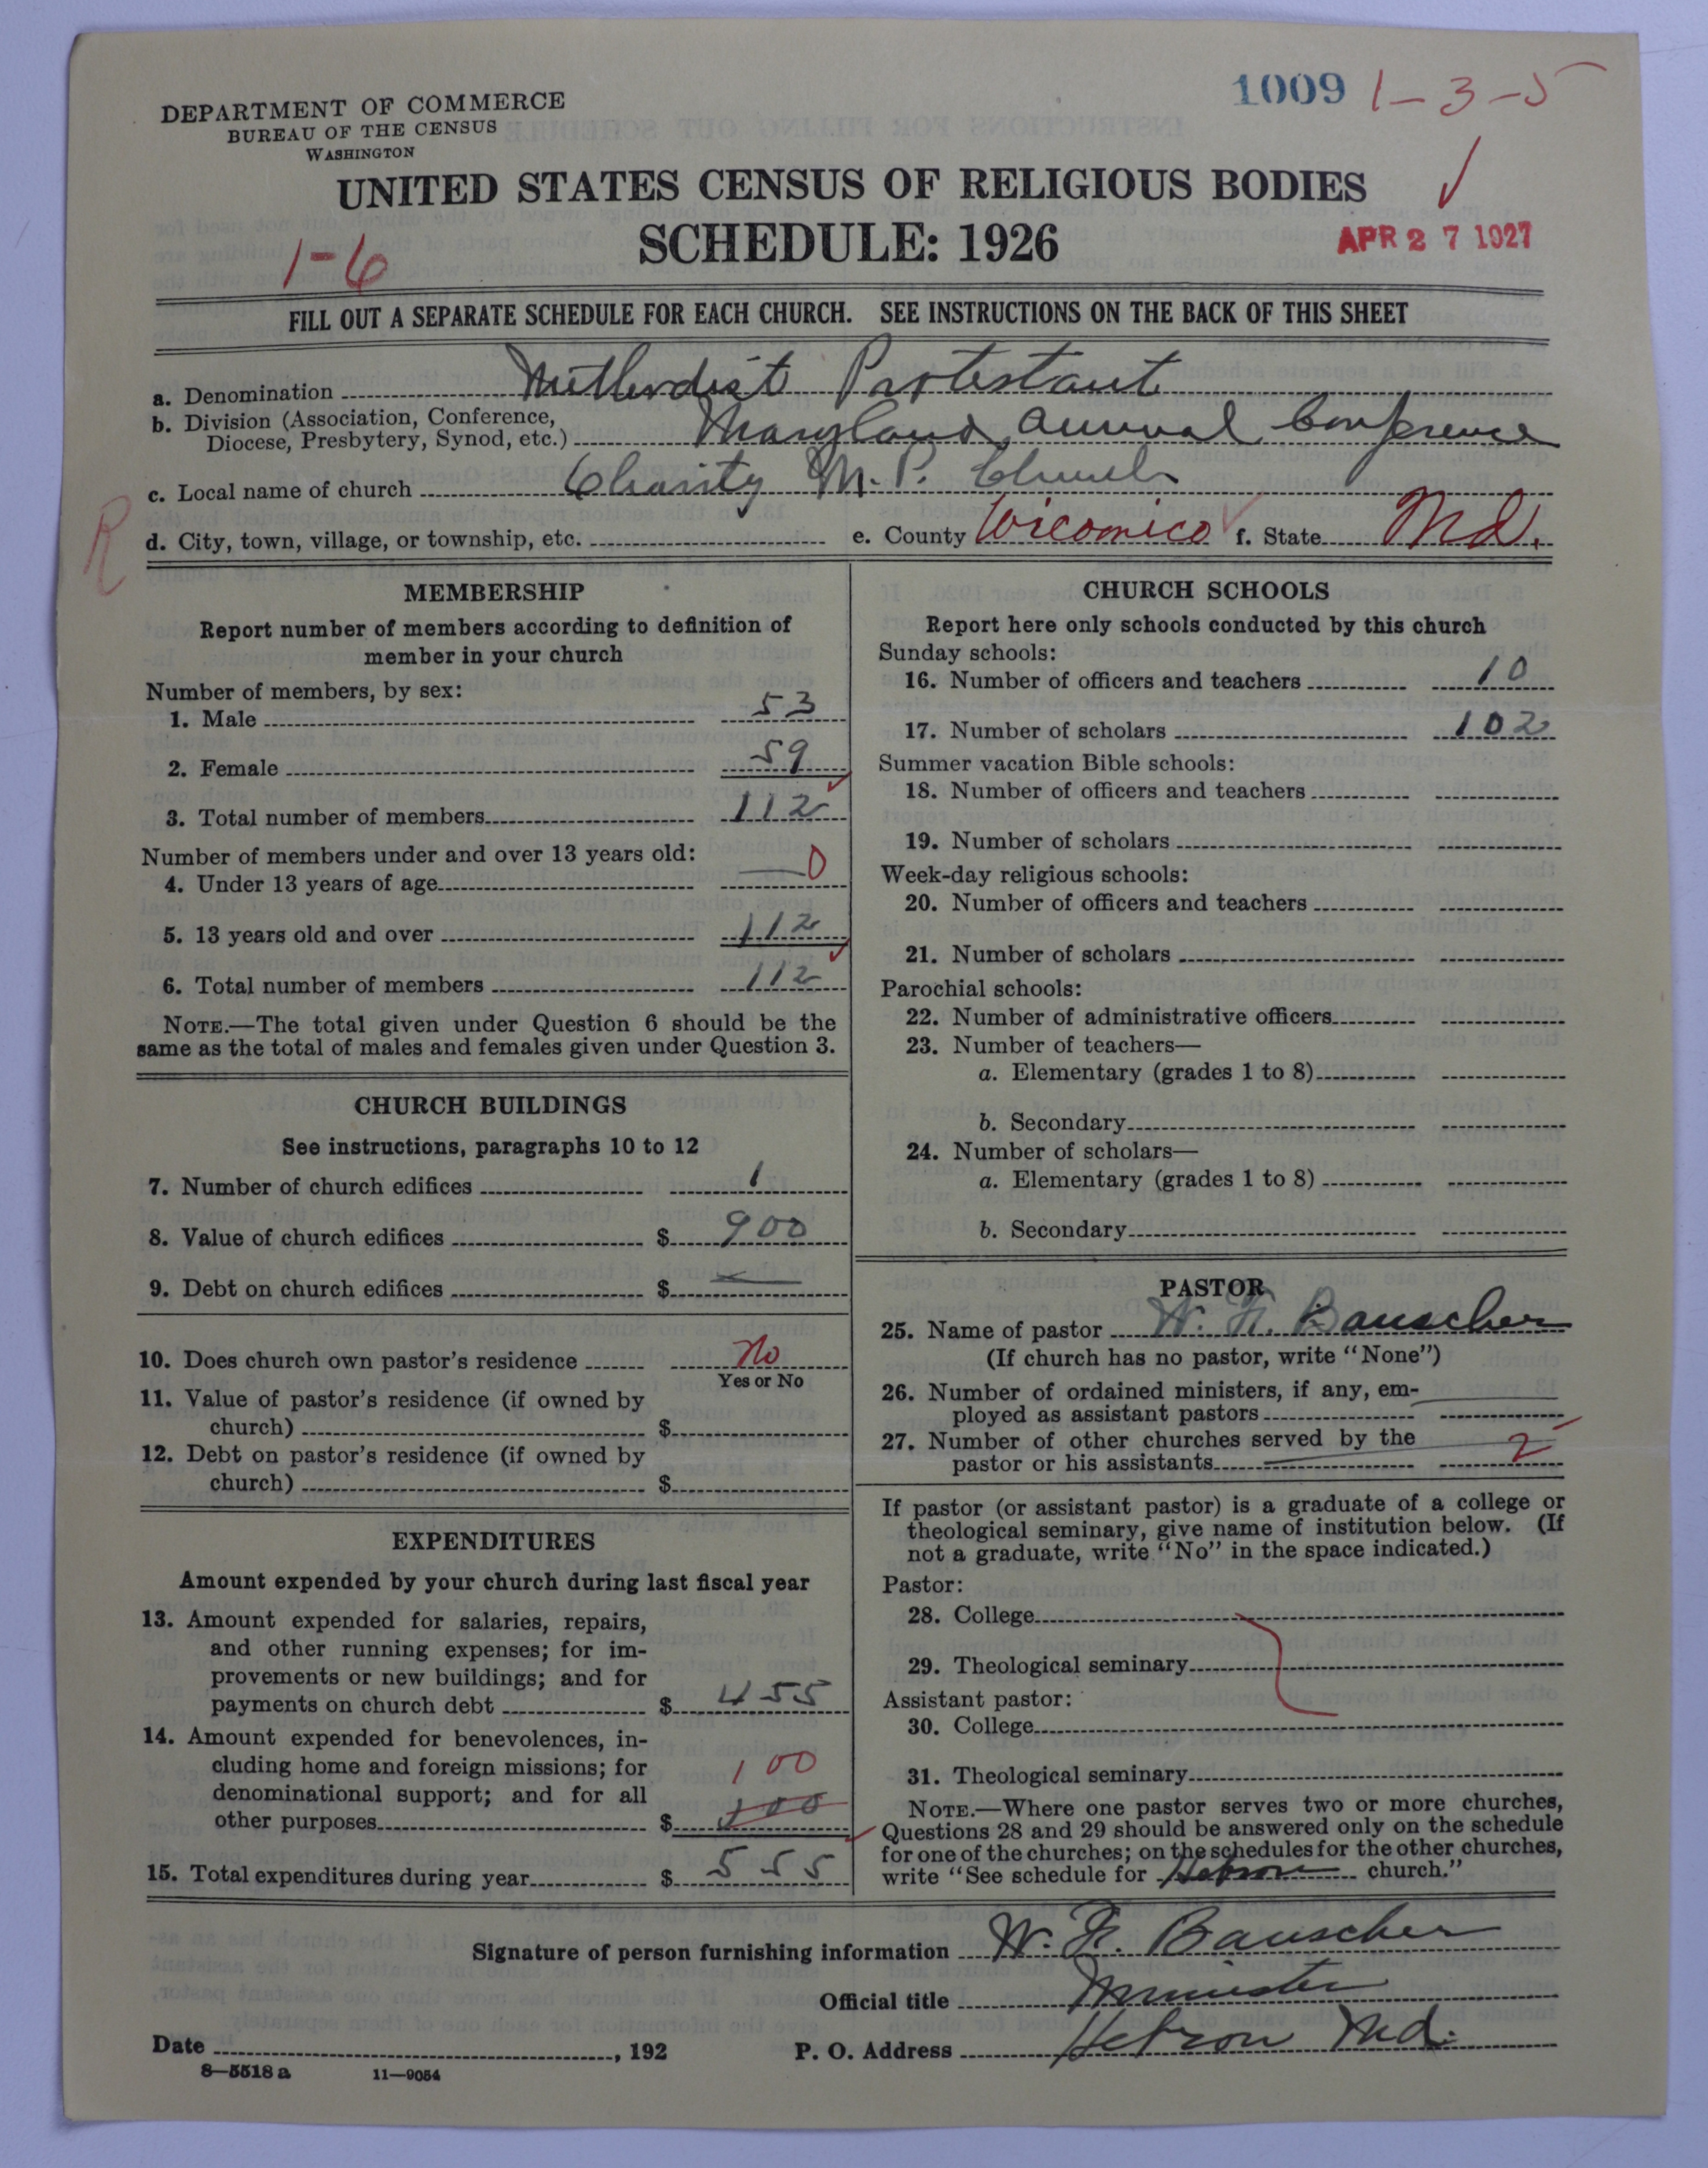 1009 1-3-5
DEPARTMENT OF COMMERCE
BUREAU OF THE CENSUS
WASHINGTON
UNITED STATES CENSUS OF RELIGIOUS BODIES
SCHEDULE: 1926
APR 27 1927
1-6
FILL OUT A SEPARATE SCHEDULE FOR EACH CHURCH. SEE INSTRUCTIONS ON THE BACK OF THIS SHEET
a. Denomination Methodist Protestant
b. Division (Association, Conference,
Diocese, Presbytery, Synod, etc.) Maryland Annual Conference
c. Local name of church Charity M.P. Church
R
d. City, town, village, or township, etc. e. County Wicomico f. State Md.
MEMBERSHIP
Report number of members according to definition of
member in your church
Number of members, by sex:
1. Male 53
2. Female 59
3. Total number of members 112
Number of members under and over 13 years old:
4. Under 13 years of age 0
5. 13 years old and over 112
6. Total number of members 112
NOTE.—The total given under Question 6 should be the
same as the total of males and females given under Question 3.
CHURCH BUILDINGS
See instructions, paragraphs 10 to 12
7. Number of church edifices 1
8. Value of church edifices $ 900
9. Debt on church edifices $
10. Does church own pastor's residence No
Yes or No
11. Value of pastor's residence (if owned by
church) $
12. Debt on pastor's residence (if owned by
church) $
EXPENDITURES
Amount expended by your church during last fiscal year
13. Amount expended for salaries, repairs,
and other running expenses; for im-
provements or new buildings; and for
payments on church debt $ 455
14. Amount expended for benevolences, in-
cluding home and foreign missions; for 100
denominational support; and for all 100
other purposes $
15. Total expenditures during year $ 555
CHURCH SCHOOLS
Report here only schools conducted by this church
Sunday schools:
16. Number of officers and teachers 10
17. Number of scholars 102
Summer vacation Bible schools:
18. Number of officers and teachers
19. Number of scholars
Week-day religious schools:
20. Number of officers and teachers
21. Number of scholars
Parochial schools:
22. Number of administrative officers
23. Number of teachers—
a. Elementary (grades 1 to 8)
b. Secondary
24. Number of scholars—
a. Elementary (grades 1 to 8)
b. Secondary
PASTOR
25. Name of pastor W. F. Bauscher
(If church has no pastor, write "None")
26. Number of ordained ministers, if any, em-
ployed as assistant pastors
27. Number of other churches served by the
pastor or his assistants 2
If pastor (or assistant pastor) is a graduate of a college or
theological seminary, give name of institution below. (If
not a graduate, write "No" in the space indicated.)
Pastor:
28. College
29. Theological seminary
Assistant pastor:
30. College
31. Theological seminary
NOTE.—Where one pastor serves two or more churches,
Questions 28 and 29 should be answered only on the schedule
for one of the churches; on the schedules for the other churches,
write "See schedule for Hebron church."
Signature of person furnishing information W. F. Bauscher
Official title Minister
Date , 192 P. O. Address Hebron Md.
8—5518 a 11—9054